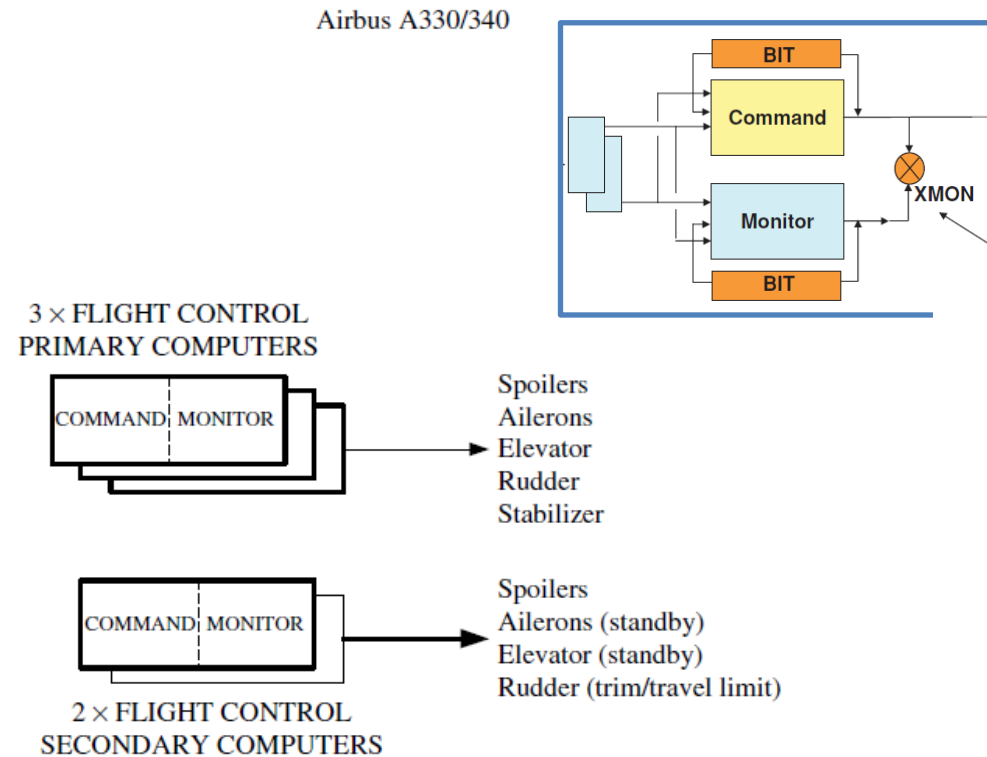 Airbus A330/340
BIT
Command
XMON
Monitor
BIT
3 × FLIGHT CONTROL
PRIMARY COMPUTERS
COMMAND MONITOR
Spoilers
Ailerons
Elevator
Rudder
Stabilizer
COMMAND MONITOR
Spoilers
Ailerons (standby)
Elevator (standby)
Rudder (trim/travel limit)
2 × FLIGHT CONTROL
SECONDARY COMPUTERS